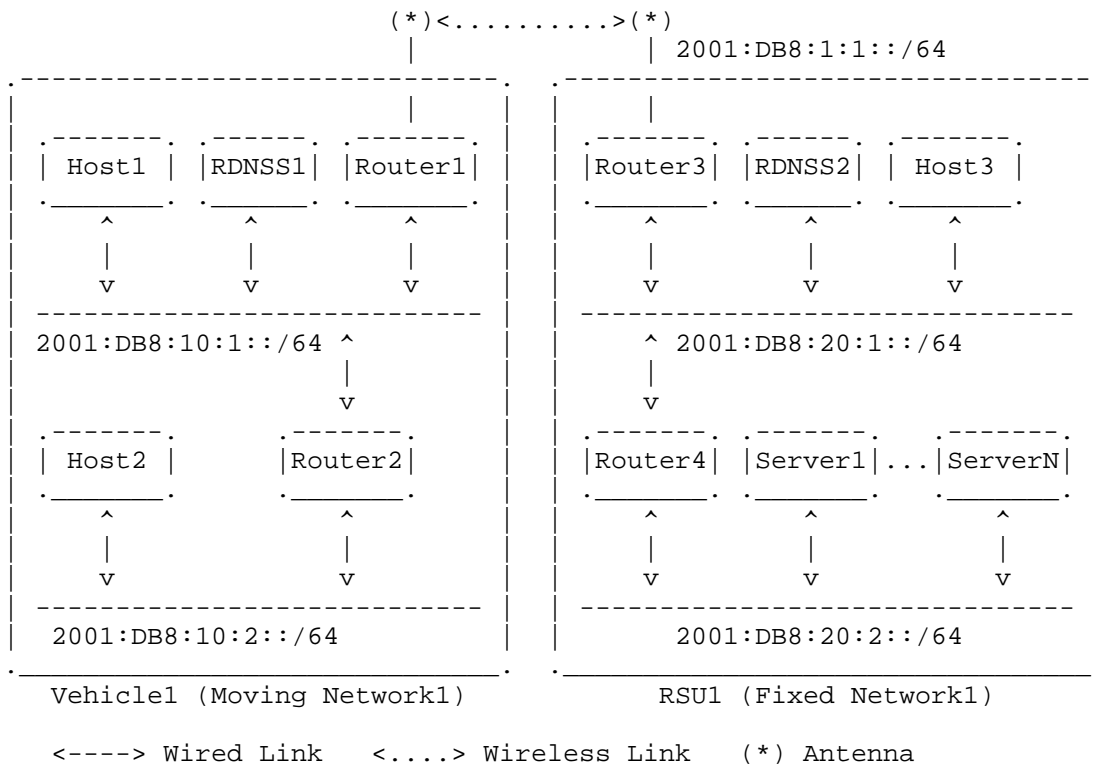 (*)<..........>(*)
2001:DB8:1:1::/64
Host1 RDNSS1 Router1 Router3 RDNSS2 Host3
2001:DB8:10:1::/64 2001:DB8:20:1::/64
Host2 Router2 Router4 Server1 ... ServerN
2001:DB8:10:2::/64 2001:DB8:20:2::/64
Vehicle1 (Moving Network1) RSU1 (Fixed Network1)
<----> Wired Link <....> Wireless Link (*) Antenna